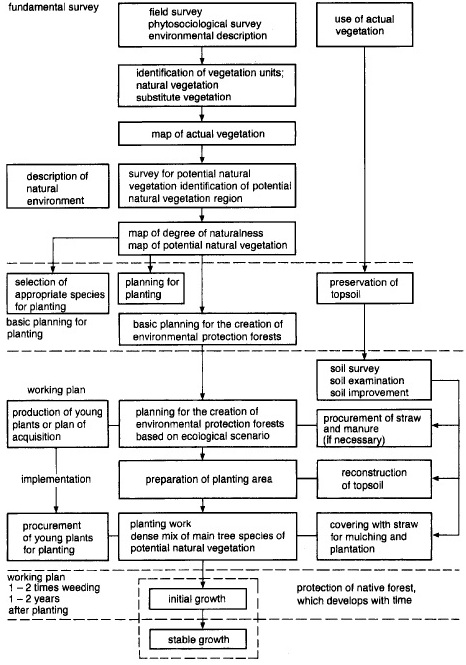 fundamental survey
field survey
phytosociological survey
environmental description
use of actual
vegetation
identification of vegetation units;
natural vegetation
substitute vegetation
map of actual vegetation
description of
natural
environment
survey for potential natural
vegetation identification of potential
natural vegetation region
map of degree of naturalness
map of potential natural vegetation
selection of
appropriate species
for planting
planning for
planting
preservation of
topsoil
basic planning for
planting
basic planning for the creation of
environmental protection forests
soil survey
soil examination
soil improvement
working plan
production of young
plants or plan of
acquisition
planning for the creation of
environmental protection forests
based on ecological scenario
procurement of straw
and manure
(if necessary)
implementation
preparation of planting area
reconstruction
of topsoil
procurement
of young plants
for planting
planting work
dense mix of main tree species of
potential natural vegetation
covering with straw
for mulching and
plantation
working plan
1 – 2 times weeding
1 – 2 years
after planting
initial growth
protection of native forest,
which develops with time
stable growth